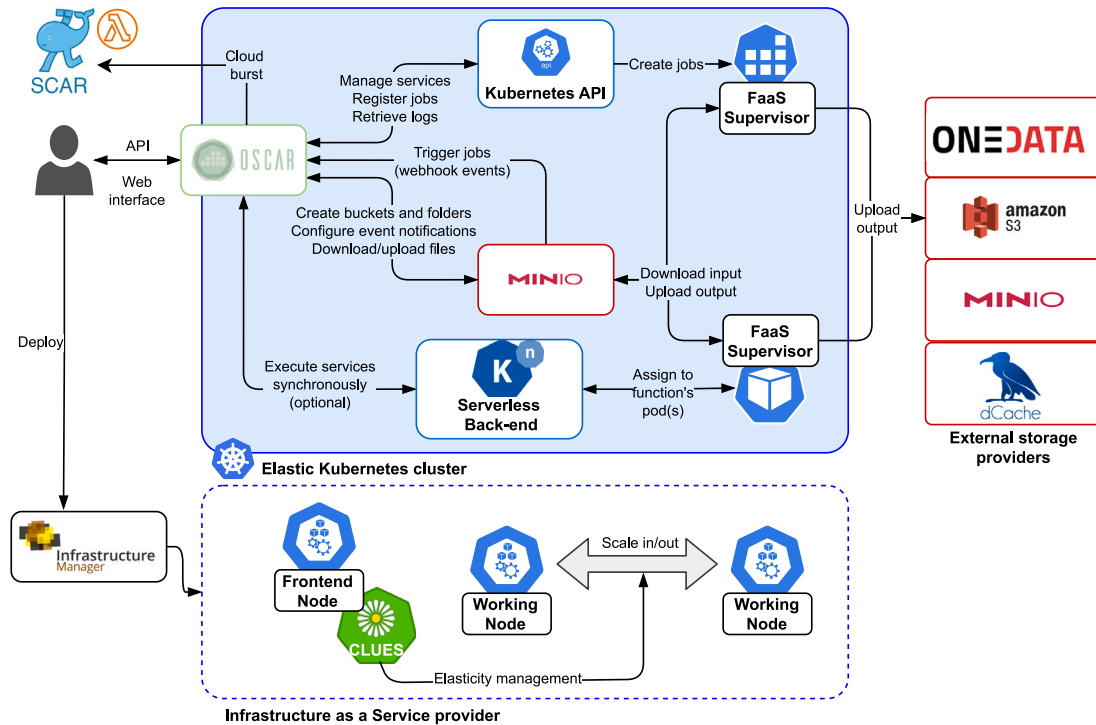 SCAR
Cloud
burst
Manage services
Register jobs
Retrieve logs
api
Kubernetes API
Create jobs
FaaS
Supervisor
API
Web
interface
OSCAR
Trigger jobs
(webhook events)
Create buckets and folders
Configure event notifications
Download/upload files
MINIO
Download input
Upload output
Upload
output
ONEDATA
amazon
S3
MINIO
dCache
External storage
providers
FaaS
Supervisor
Deploy
Execute services
synchronously
(optional)
K
n
Serverless
Back-end
Assign to
function's
pod(s)
Elastic Kubernetes cluster
Infrastructure
Manager
Frontend
Node
CLUES
Working
Node
Scale in/out
Working
Node
Elasticity management
Infrastructure as a Service provider